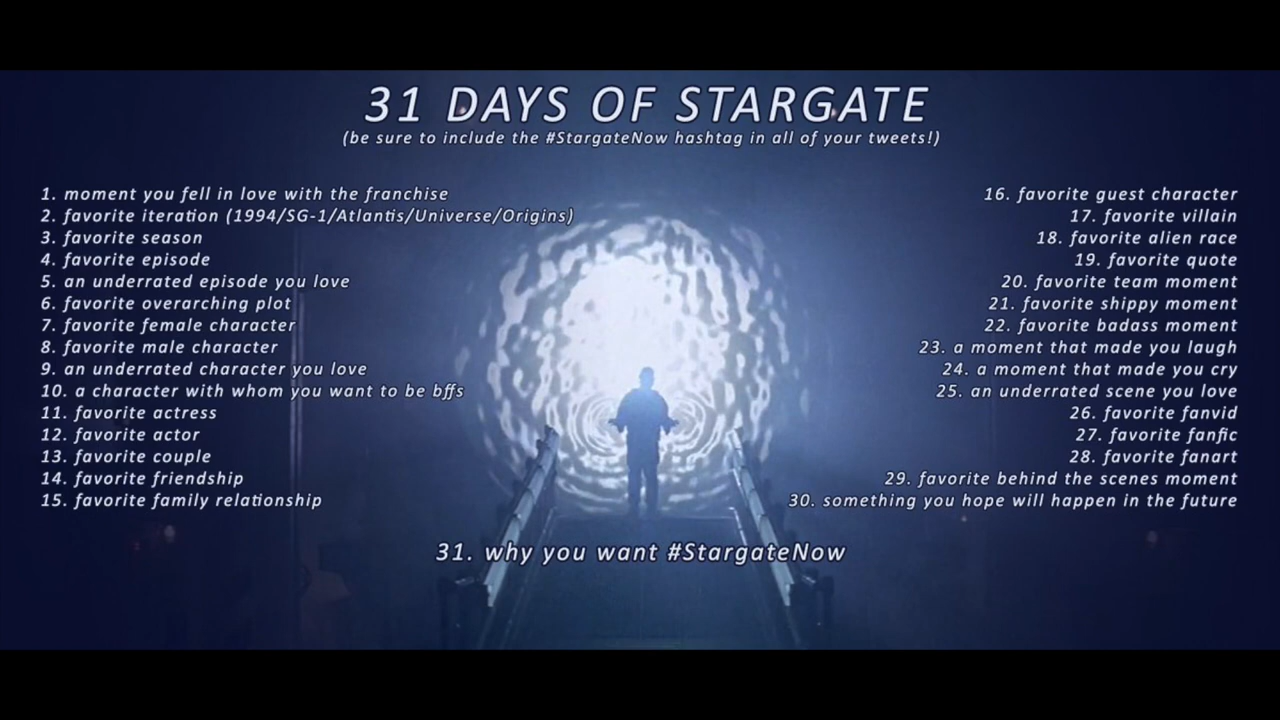 31 DAYS OF STARGATE
(be sure to include the #StargateNow hashtag in all of your tweets!)
1. moment you fell in love with the franchise
2. favorite iteration (1994/SG-1/Atlantis/Universe/Origins)
3. favorite season
4. favorite episode
5. an underrated episode you love
6. favorite overarching plot
7. favorite female character
8. favorite male character
9. an underrated character you love
10. a character with whom you want to be bffs
11. favorite actress
12. favorite actor
13. favorite couple
14. favorite friendship
15. favorite family relationship
16. favorite guest character
17. favorite villain
18. favorite alien race
19. favorite quote
20. favorite team moment
21. favorite shippy moment
22. favorite badass moment
23. a moment that made you laugh
24. a moment that made you cry
25. an underrated scene you love
26. favorite fanvid
27. favorite fanfic
28. favorite fanart
29. favorite behind the scenes moment
30. something you hope will happen in the future
31. why you want #StargateNow